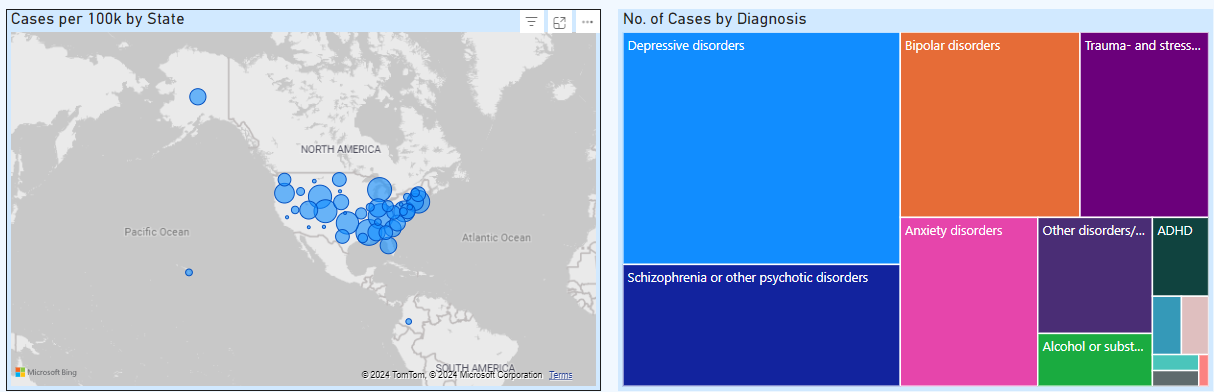 Cases per 100k by State
NORTH AMERICA
Pacific Ocean
Atlantic Ocean
SOUTH AMERICA
Microsoft Bing
© 2024 TomTom, © 2024 Microsoft Corporation Terms
No. of Cases by Diagnosis
Depressive disorders
Bipolar disorders
Trauma- and stress...
Schizophrenia or other psychotic disorders
Anxiety disorders
Other disorders/...
ADHD
Alcohol or subst...